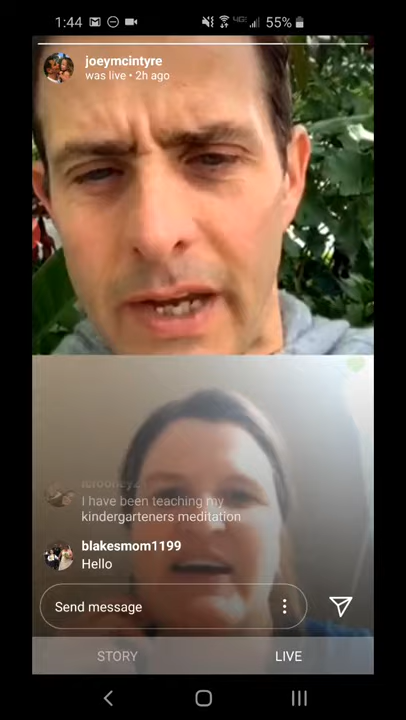 1:44
4G
55%
joeymcintyre
was live • 2h ago
I have been teaching my
kindergarteners meditation
blakesmom1199
Hello
Send message
STORY
LIVE